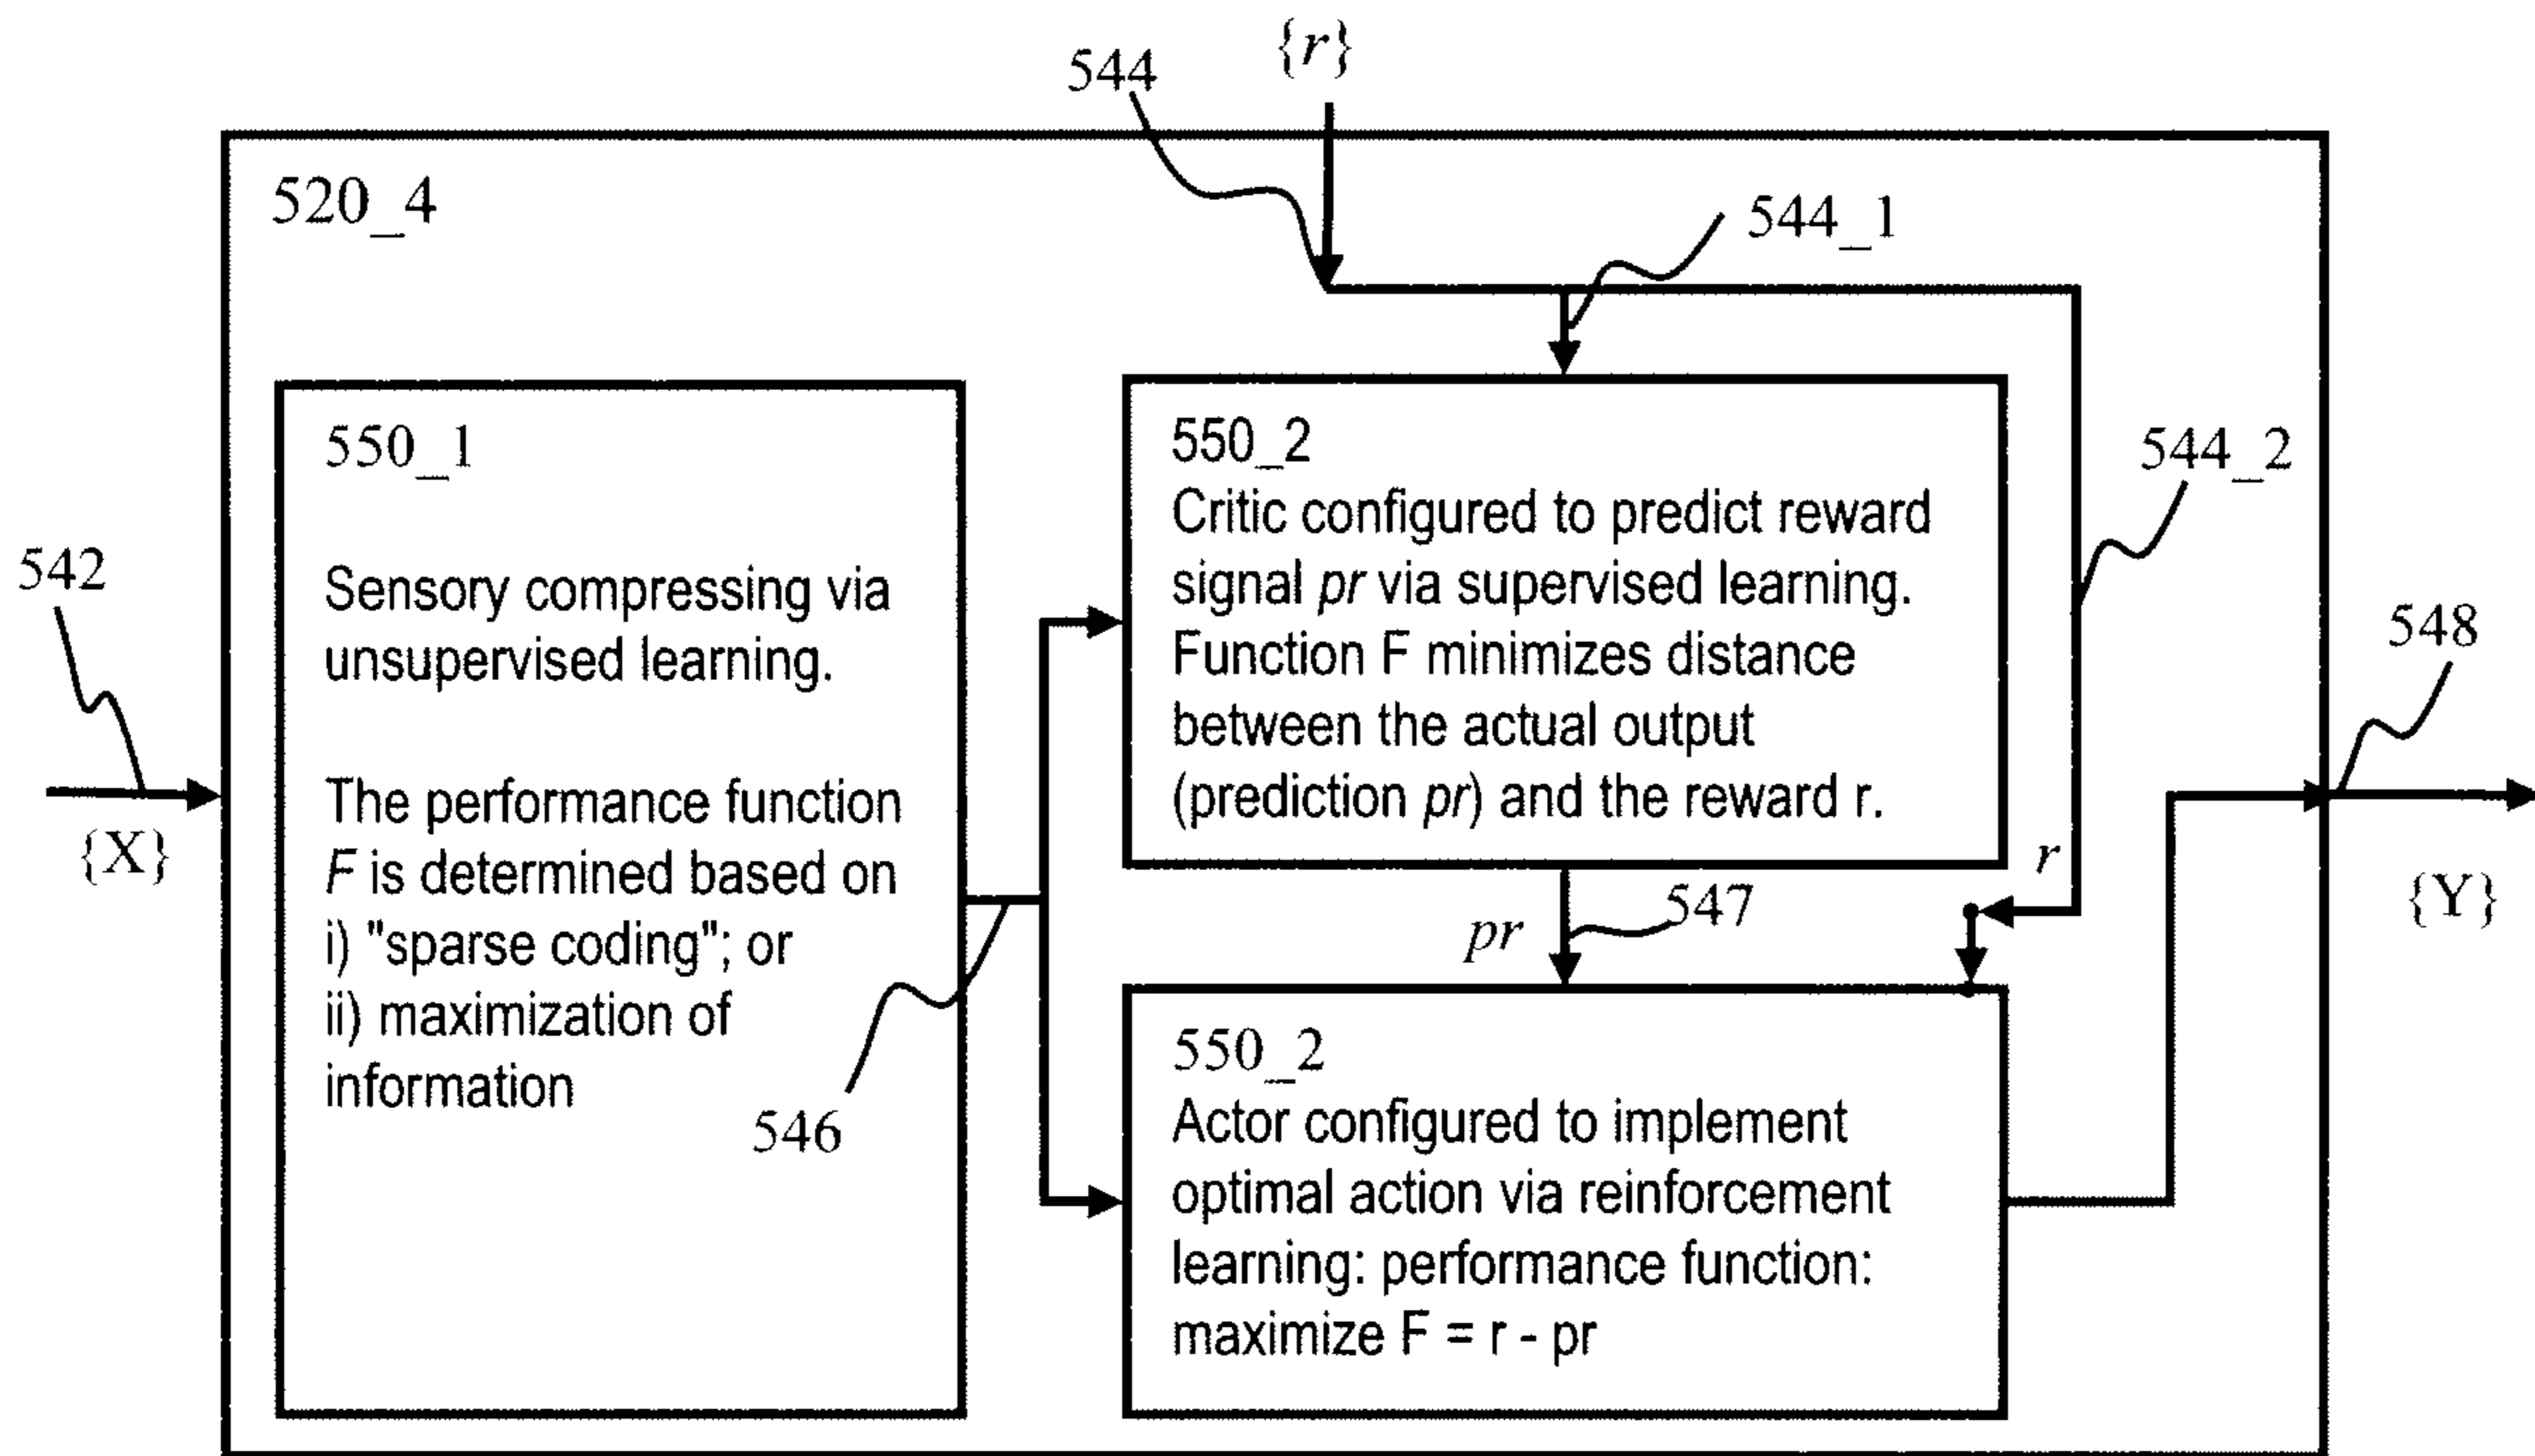 {r}
544
520_4
544_1
550_1
Sensory compressing via
unsupervised learning.
The performance function
F is determined based on
i) "sparse coding"; or
ii) maximization of
information
550_2
Critic configured to predict reward
signal pr via supervised learning.
Function F minimizes distance
between the actual output
(prediction pr) and the reward r.
544_2
542
{X}
548
{Y}
r
pr
547
546
550_2
Actor configured to implement
optimal action via reinforcement
learning: performance function:
maximize F = r - pr